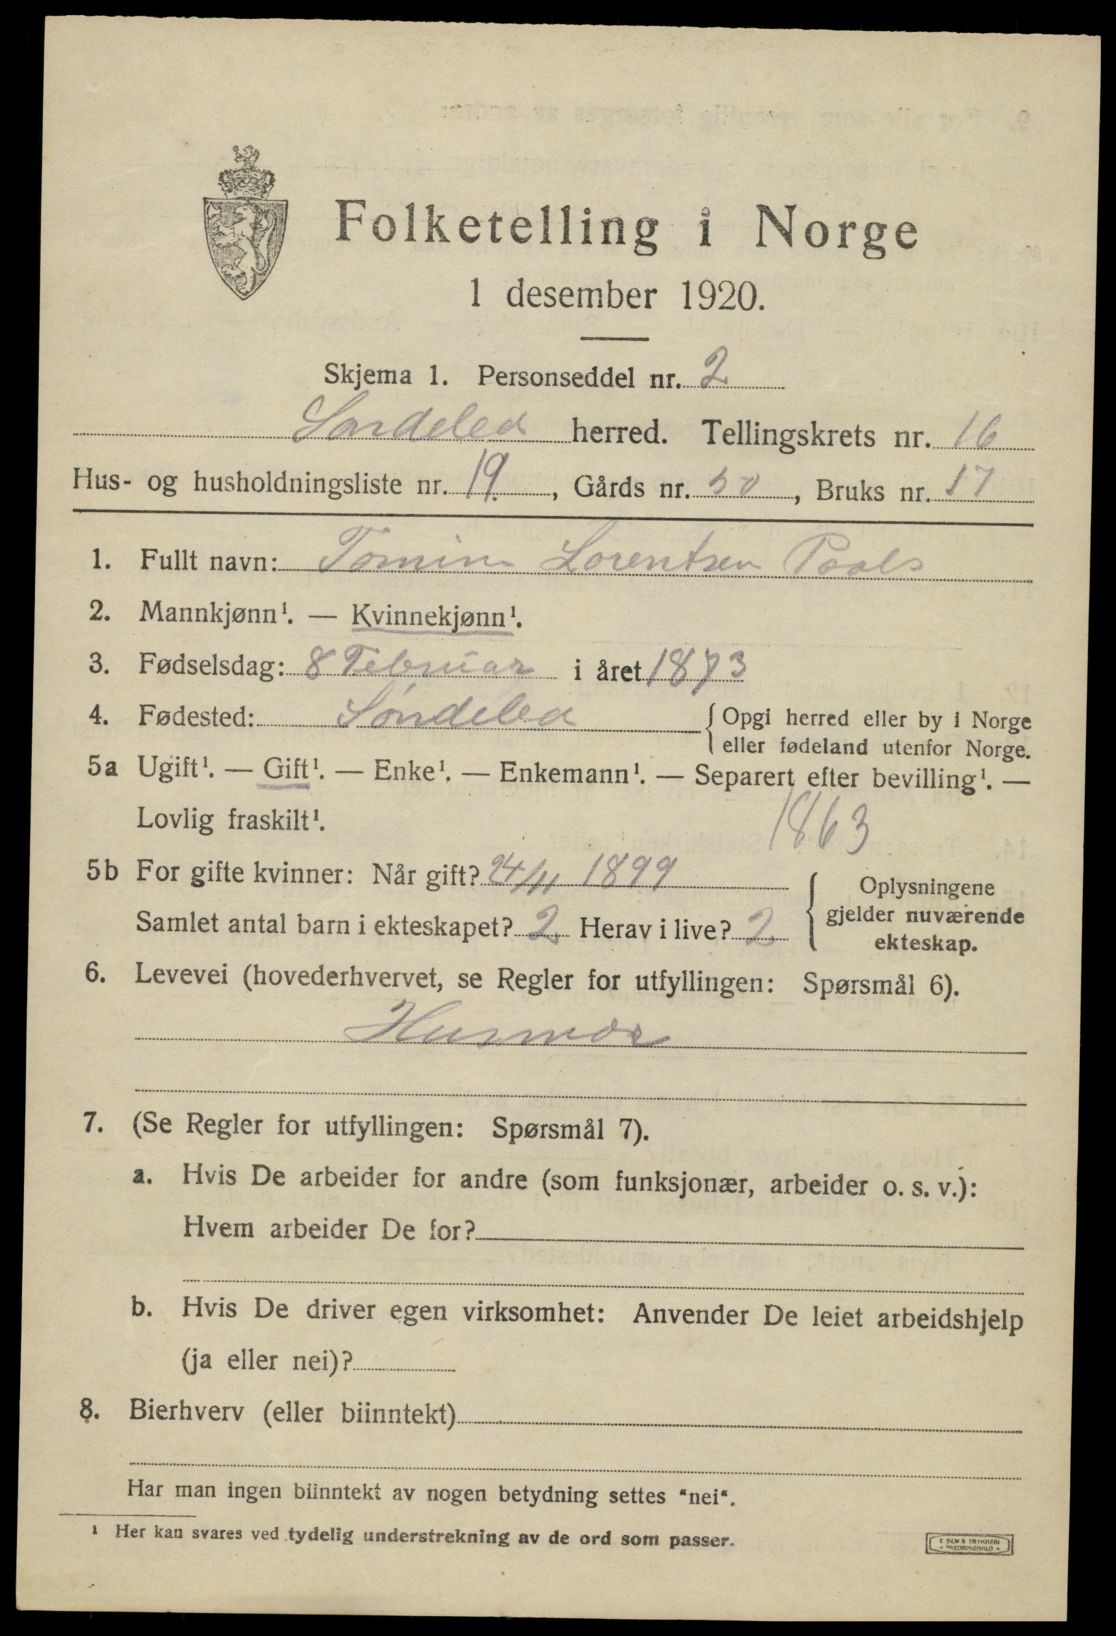 Folketelling i Norge
1 desember 1920.
Skjema 1. Personseddel nr. 2
Søndeled herred. Tellingskrets nr. 16
Hus- og husholdningsliste nr. 19, Gårds nr. 50, Bruks nr. 17
1. Fullt navn: Tomine Lorentsen Paals
2. Mannkjønn¹. — Kvinnekjønn¹.
3. Fødselsdag: 8 Februar i året 1873
4. Fødested: Søndeled {Opgi herred eller by i Norge
eller fødeland utenfor Norge.
5a Ugift¹. — Gift¹. — Enke¹. — Enkemann¹. — Separert efter bevilling¹. —
Lovlig fraskilt¹. 1863
5b For gifte kvinner: Når gift? 24/11 1899
Samlet antal barn i ekteskapet? 2 Herav i live? 2
{Oplysningene
gjelder nuværende
ekteskap.
6. Levevei (hovederhvervet, se Regler for utfyllingen: Spørsmål 6).
Husmor
7. (Se Regler for utfyllingen: Spørsmål 7).
a. Hvis De arbeider for andre (som funksjonær, arbeider o. s. v.):
Hvem arbeider De for?
b. Hvis De driver egen virksomhet: Anvender De leiet arbeidshjelp
(ja eller nei)?
8. Bierhverv (eller biinntekt)
Har man ingen biinntekt av nogen betydning settes "nei".
¹ Her kan svares ved tydelig understrekning av de ord som passer.